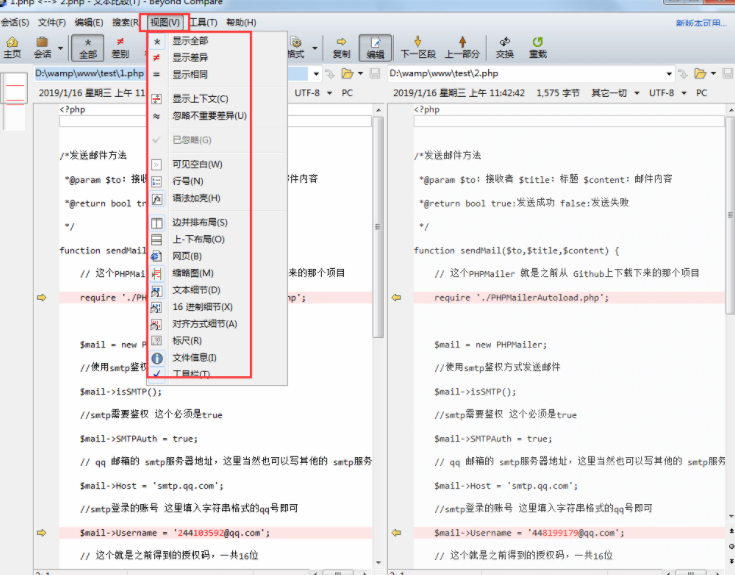 1.php <--> 2.php - 文本比较(T) - Beyond Compare
会话(S) 文件(F) 编辑(E) 搜索(R 视图(V) 工具(T) 帮助(H)
新版本可用...
主页 会话 全部 差别 格式 复制 编辑 下一区段 上一部分 交换 重载
D:\wamp\www\test\1.php
D:\wamp\www\test\2.php
2019/1/16 星期三 上午 11
UTF-8 PC
2019/1/16 星期三 上午 11:42:42 1,575 字节 其它一切 UTF-8 PC
显示全部
显示差异
显示相同
显示上下文(C)
忽略不重要差异(U)
已忽略(G)
可见空白(W)
行号(N)
语法加亮(H)
边并排布局(S)
上-下布局(O)
网页(B)
缩略图(M)
文本细节(D)
16 进制细节(X)
对齐方式细节(A)
标尺(R)
文件信息(I)
工具栏(T)
<?php
/*发送邮件方法
*@param $to：接收
件内容
*@return bool tru
*/
function sendMail
// 这个PHPMai
来的那个项目
require './PH
p';
$mail = new PHP
//使用smtp鉴权
$mail->isSMTP();
//smtp需要鉴权 这个必须是true
$mail->SMTPAuth = true;
// qq 邮箱的 smtp服务器地址，这里当然也可以写其他的 smtp服务
$mail->Host = 'smtp.qq.com';
//smtp登录的账号 这里填入字符串格式的qq号即可
$mail->Username = '244103592@qq.com';
// 这个就是之前得到的授权码，一共16位
<?php
/*发送邮件方法
*@param $to：接收者 $title：标题 $content：邮件内容
*@return bool true:发送成功 false:发送失败
*/
function sendMail($to,$title,$content) {
// 这个PHPMailer 就是之前从 Github上下载下来的那个项目
require './PHPMailerAutoload.php';
$mail = new PHPMailer;
//使用smtp鉴权方式发送邮件
$mail->isSMTP();
//smtp需要鉴权 这个必须是true
$mail->SMTPAuth = true;
// qq 邮箱的 smtp服务器地址，这里当然也可以写其他的 smtp服
$mail->Host = 'smtp.qq.com';
//smtp登录的账号 这里填入字符串格式的qq号即可
$mail->Username = '448199179@qq.com';
// 这个就是之前得到的授权码，一共16位